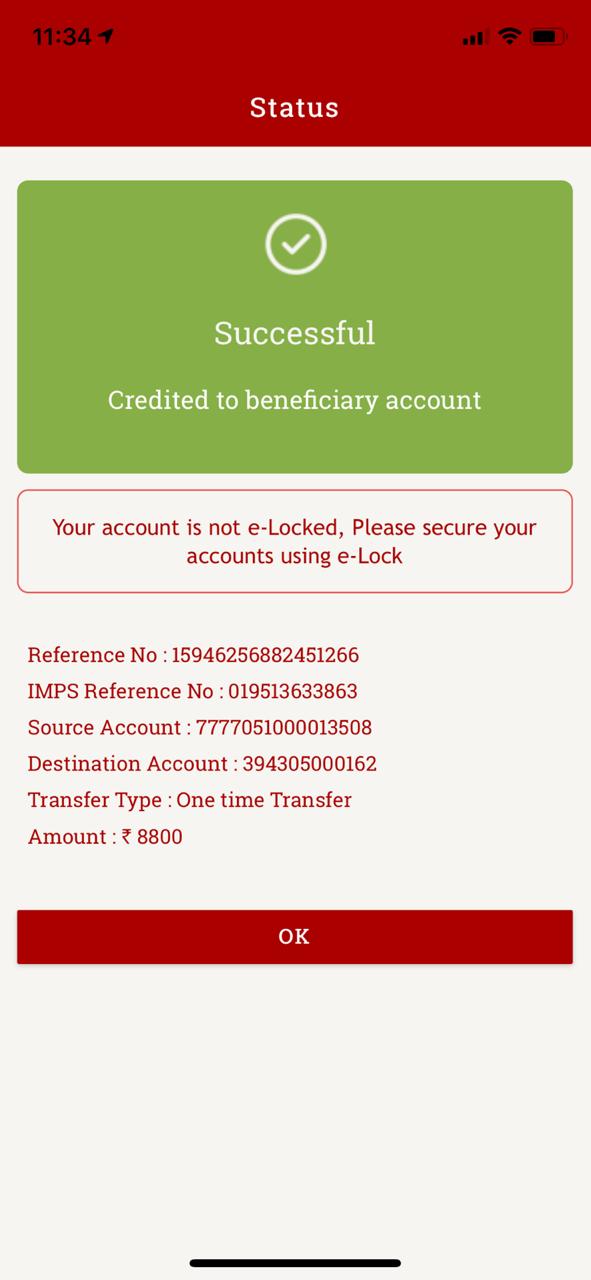 11:34
Status
Successful
Credited to beneficiary account
Your account is not e-Locked, Please secure your
accounts using e-Lock
Reference No : 15946256882451266
IMPS Reference No : 019513633863
Source Account : 7777051000013508
Destination Account : 394305000162
Transfer Type : One time Transfer
Amount : ₹ 8800
OK